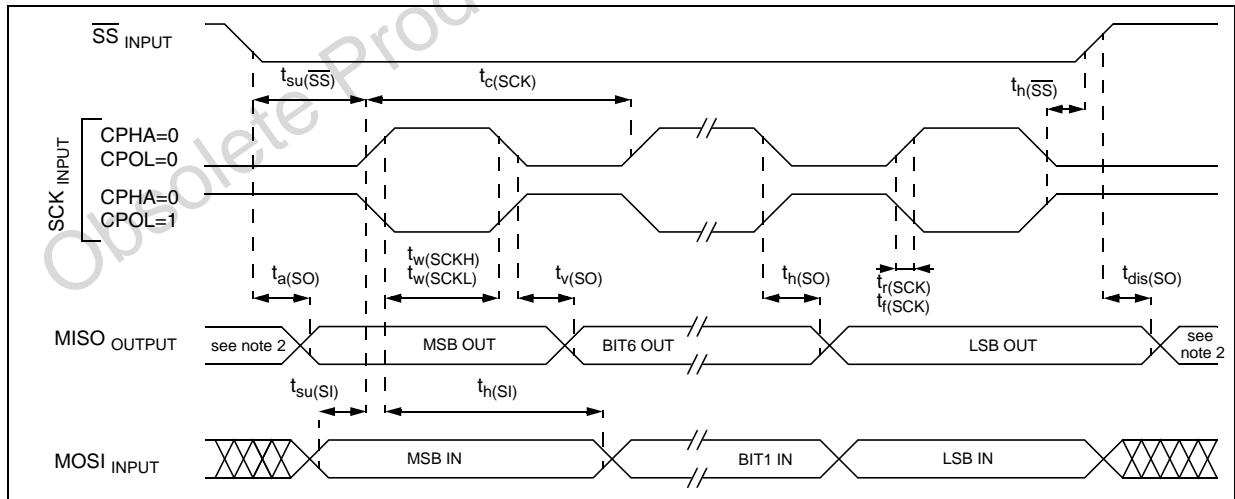 Obsolete Prod
SS INPUT
tsu(SS)
tc(SCK)
th(SS)
SCK INPUT
CPHA=0
CPOL=0
CPHA=0
CPOL=1
ta(SO)
tw(SCKH)
tw(SCKL)
tv(SO)
th(SO)
tr(SCK)
tf(SCK)
tdis(SO)
MISO OUTPUT
see note 2
MSB OUT
BIT6 OUT
LSB OUT
see
note 2
tsu(SI)
th(SI)
MOSI INPUT
MSB IN
BIT1 IN
LSB IN